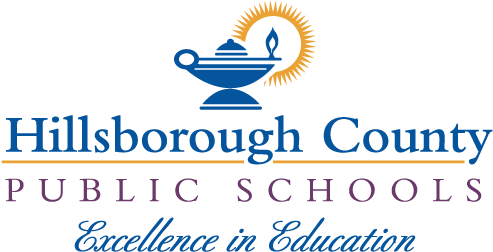 Hillsborough County
PUBLIC SCHOOLS
Excellence in Education